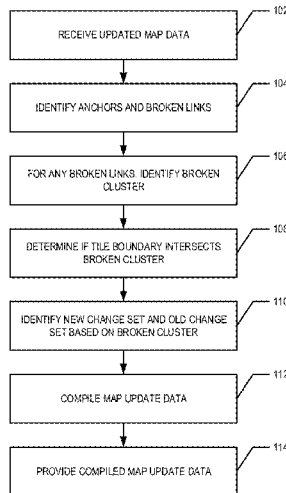 102
RECEIVE UPDATED MAP DATA
104
IDENTIFY ANCHORS AND BROKEN LINKS
106
FOR ANY BROKEN LINKS, IDENTIFY BROKEN
CLUSTER
108
DETERMINE IF TILE BOUNDARY INTERSECTS
BROKEN CLUSTER
110
IDENTIFY NEW CHANGE SET AND OLD CHANGE
SET BASED ON BROKEN CLUSTER
112
COMPILE MAP UPDATE DATA
114
PROVIDE COMPILED MAP UPDATE DATA